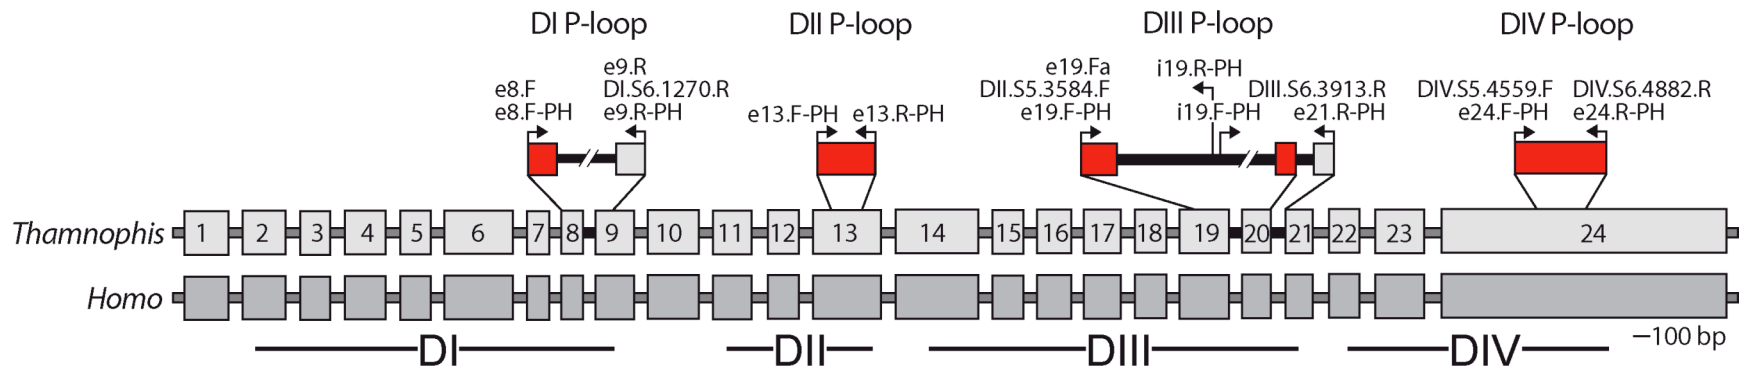 DI P-loop
DII P-loop
DIII P-loop
DIV P-loop
e8.F
e8.F-PH
e9.R
DI.S6.1270.R
e9.R-PH
e13.F-PH
e13.R-PH
e19.Fa
DII.S5.3584.F
e19.F-PH
i19.R-PH
i19.F-PH
DIII.S6.3913.R
e21.R-PH
DIV.S5.4559.F
e24.F-PH
DIV.S6.4882.R
e24.R-PH
Thamnophis 1 2 3 4 5 6 7 8 9 10 11 12 13 14 15 16 17 18 19 20 21 22 23 24
Homo
100 bp
DI
DII
DIII
DIV